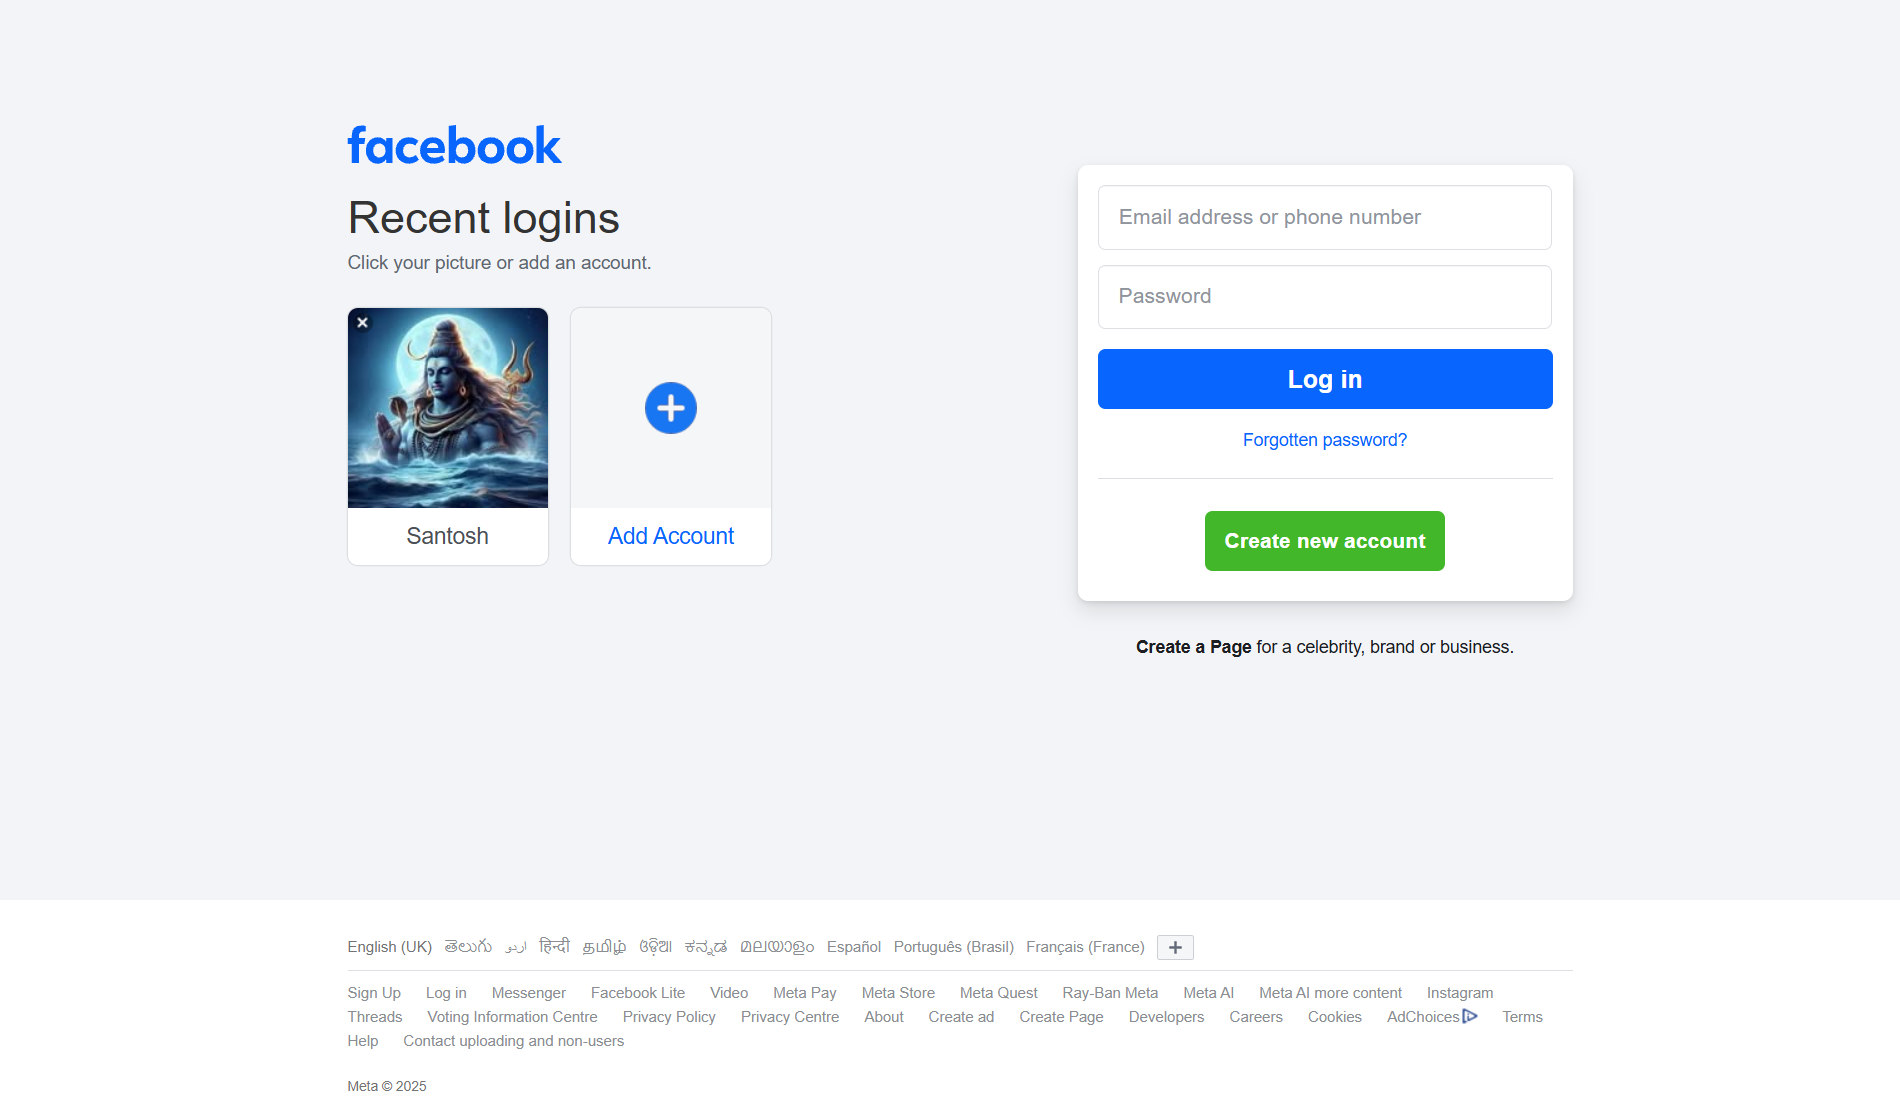 facebook
Recent logins
Click your picture or add an account.
Santosh
Add Account
Email address or phone number
Password
Log in
Forgotten password?
Create new account
Create a Page for a celebrity, brand or business.
English (UK) తెలుగు اردو हिन्दी தமிழ் ଓଡ଼ିଆ ಕನ್ನಡ മലയാളം Español Português (Brasil) Français (France)
Sign Up Log in Messenger Facebook Lite Video Meta Pay Meta Store Meta Quest Ray-Ban Meta Meta AI Meta AI more content Instagram
Threads Voting Information Centre Privacy Policy Privacy Centre About Create ad Create Page Developers Careers Cookies AdChoices Terms
Help Contact uploading and non-users
Meta © 2025